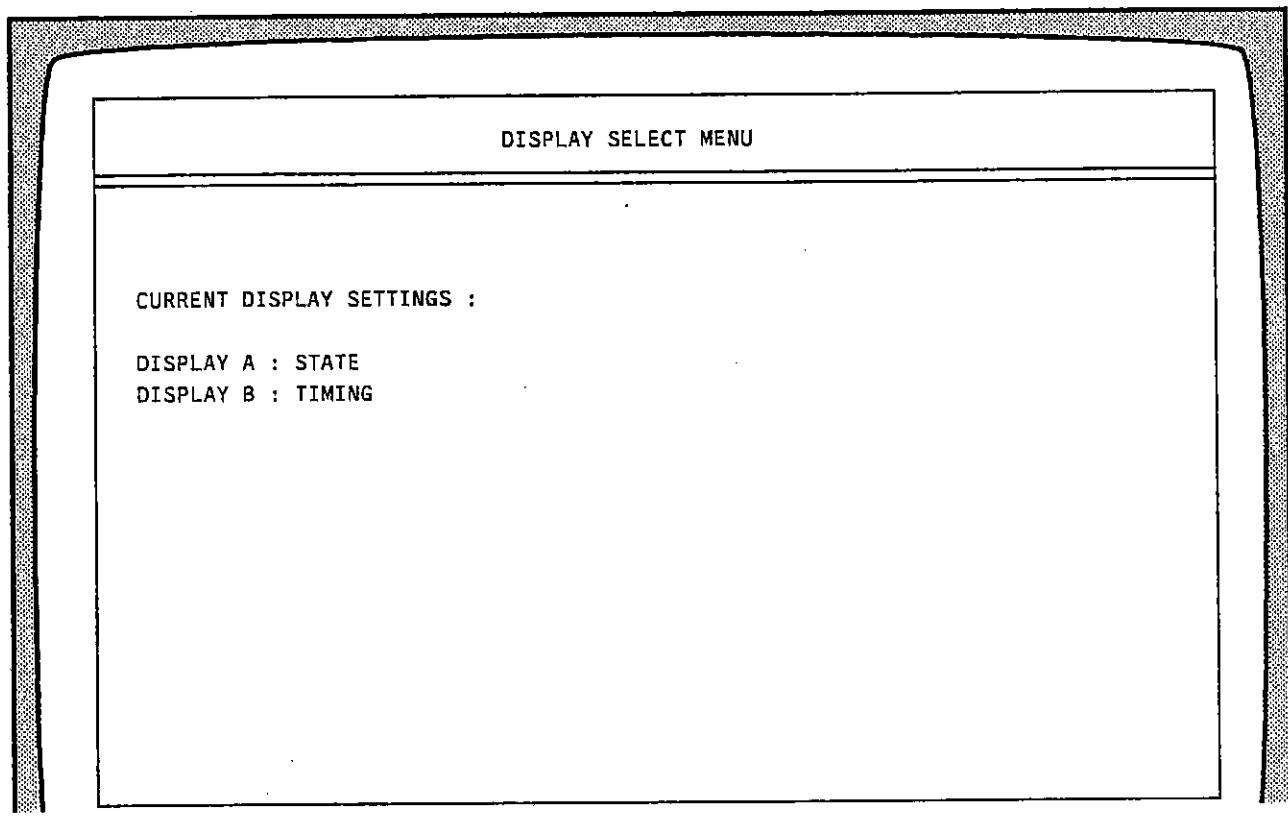 DISPLAY SELECT MENU
CURRENT DISPLAY SETTINGS :
DISPLAY A : STATE
DISPLAY B : TIMING